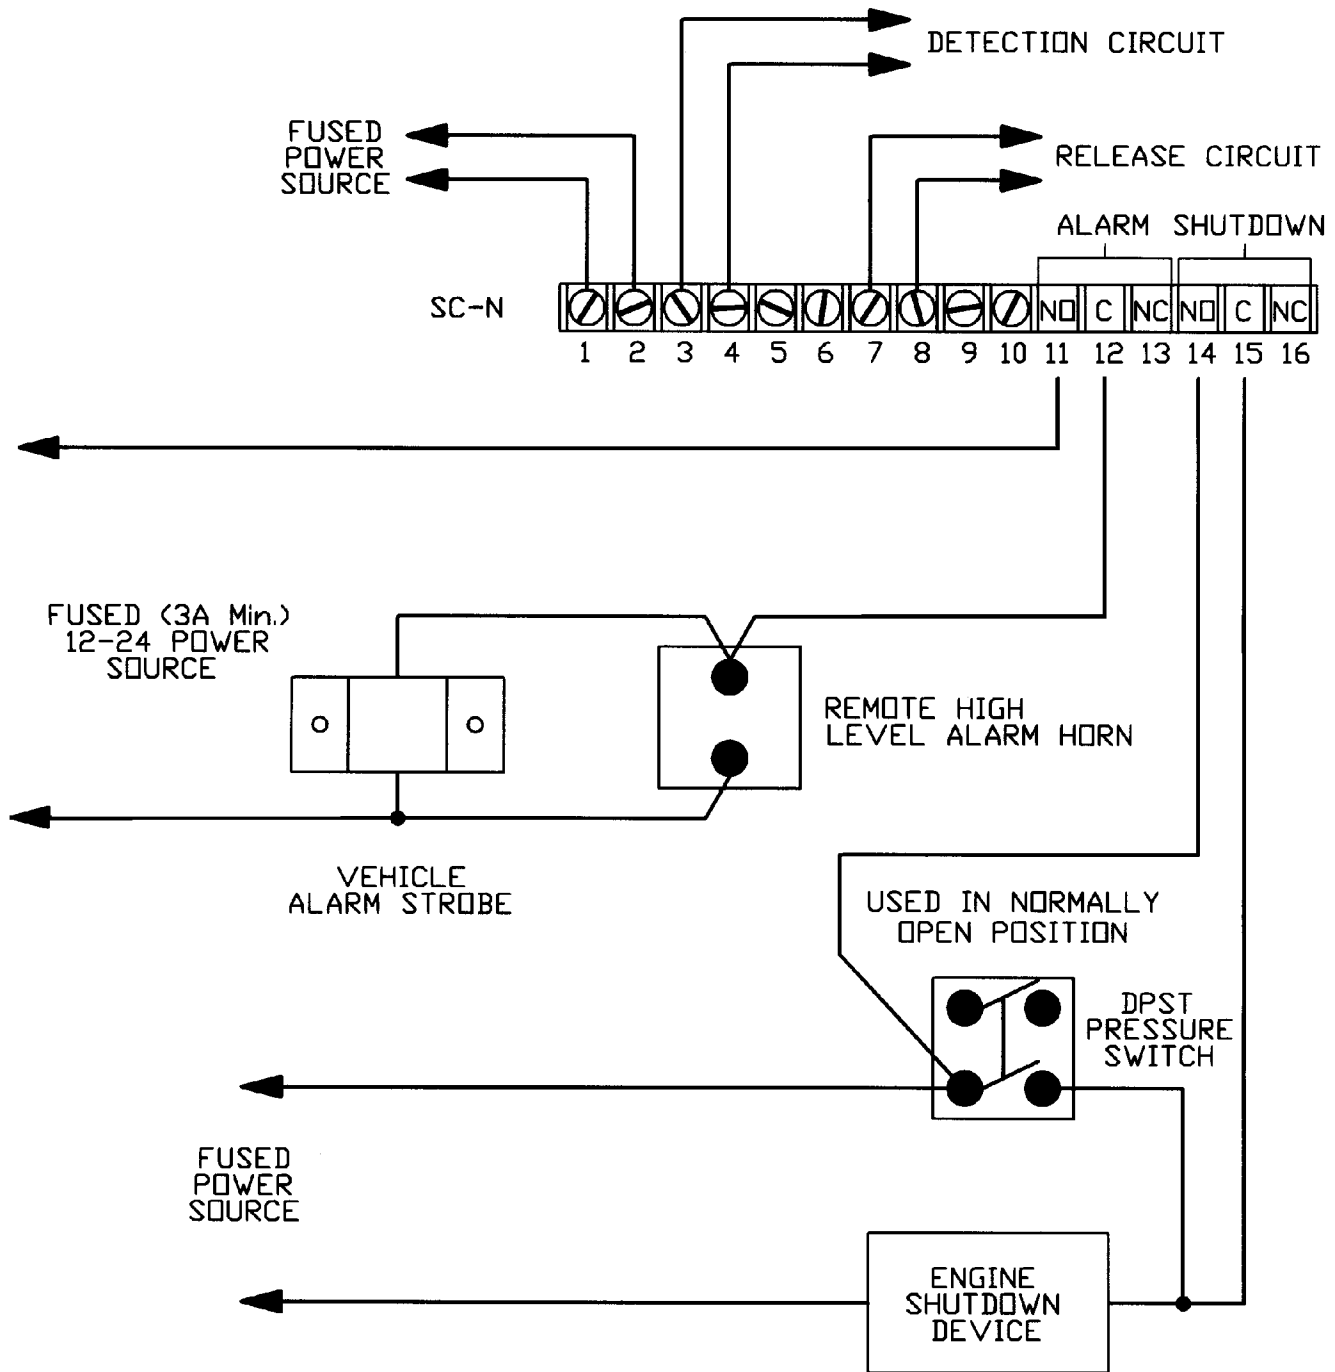 DETECTION CIRCUIT
FUSED
POWER
SOURCE
RELEASE CIRCUIT
ALARM SHUTDOWN
SC-N
NO C NC NO C NC
1 2 3 4 5 6 7 8 9 10 11 12 13 14 15 16
FUSED (3A Min.)
12-24 POWER
SOURCE
REMOTE HIGH
LEVEL ALARM HORN
VEHICLE
ALARM STROBE
USED IN NORMALLY
OPEN POSITION
DPST
PRESSURE
SWITCH
FUSED
POWER
SOURCE
ENGINE
SHUTDOWN
DEVICE